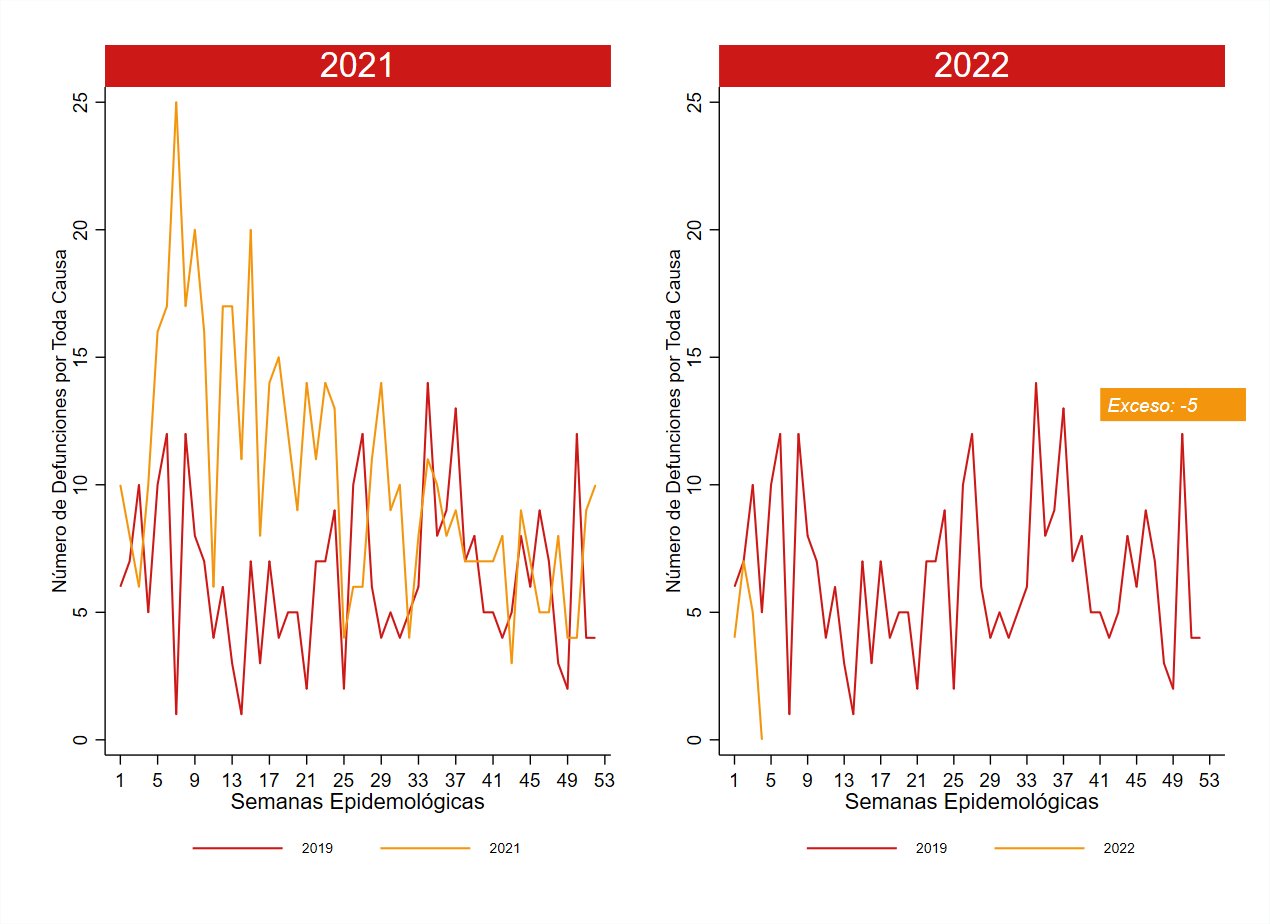 2021
25
20
15
10
5
0
Número de Defunciones por Toda Causa
1 5 9 13 17 21 25 29 33 37 41 45 49 53
Semanas Epidemológicas
2019 2021
2022
25
20
15
10
5
0
Número de Defunciones por Toda Causa
Exceso: -5
1 5 9 13 17 21 25 29 33 37 41 45 49 53
Semanas Epidemológicas
2019 2022